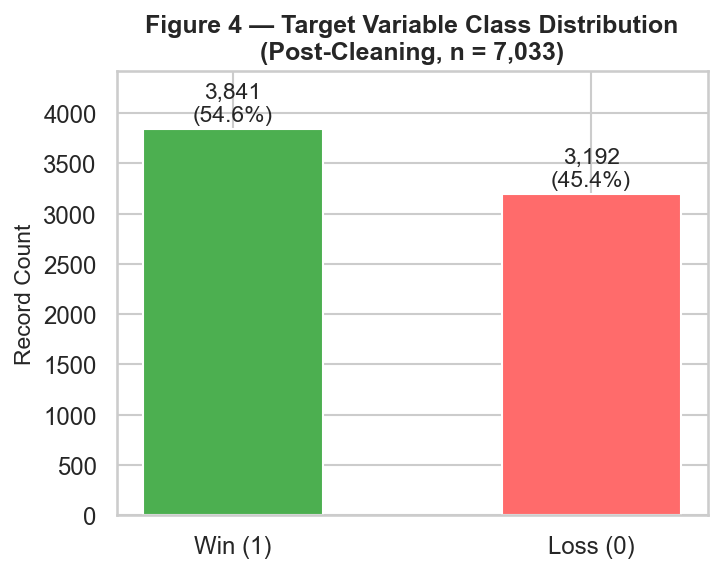 Figure 4 — Target Variable Class Distribution
(Post-Cleaning, n = 7,033)
3,841
(54.6%)
3,192
(45.4%)
Record Count
4000
3500
3000
2500
2000
1500
1000
500
0
Win (1)
Loss (0)